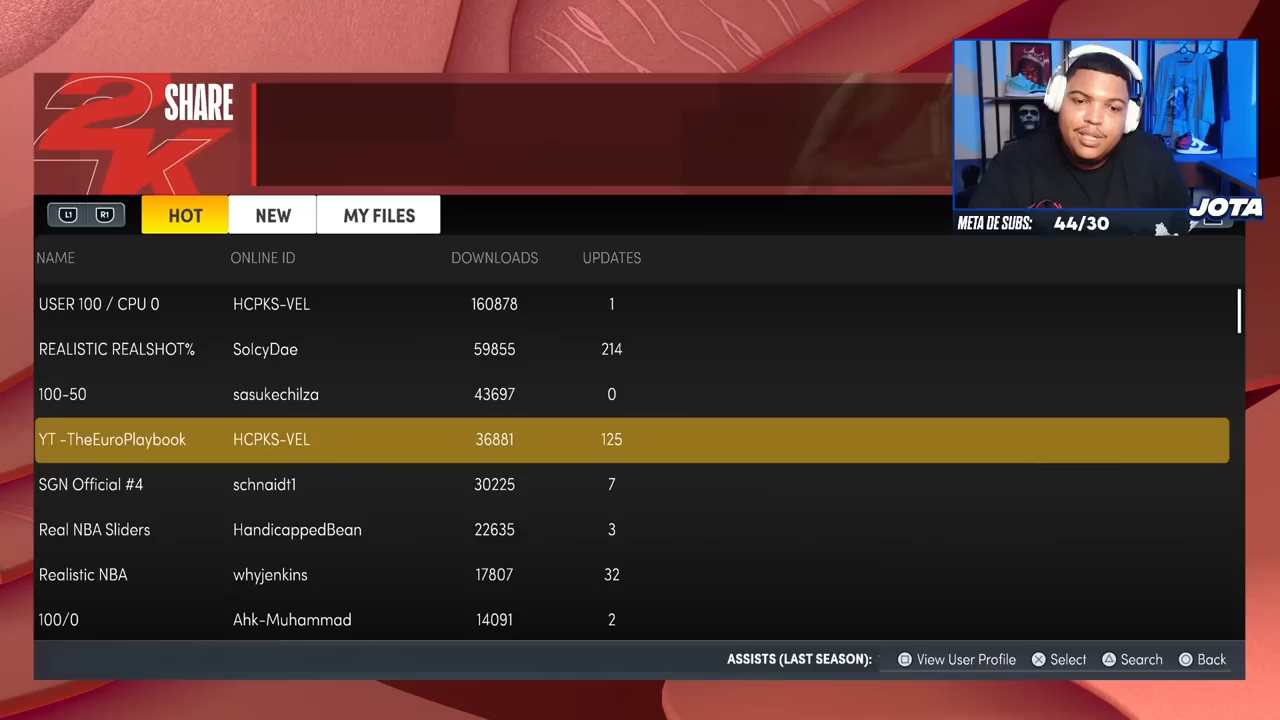 2K SHARE
L1 R1 HOT NEW MY FILES
JOTA
META DE SUBS: 44/30
NAME ONLINE ID DOWNLOADS UPDATES
USER 100 / CPU 0 HCPKS-VEL 160878 1
REALISTIC REALSHOT% SolcyDae 59855 214
100-50 sasukechilza 43697 0
YT -TheEuroPlaybook HCPKS-VEL 36881 125
SGN Official #4 schnaidt1 30225 7
Real NBA Sliders HandicappedBean 22635 3
Realistic NBA whyjenkins 17807 32
100/0 Ahk-Muhammad 14091 2
ASSISTS (LAST SEASON): View User Profile Select Search Back